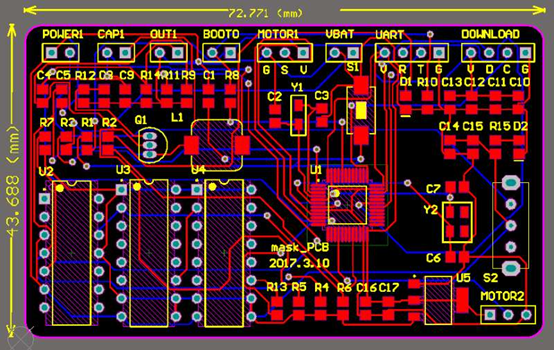 72.771 (mm)
43.688 (mm)
POWER1 CAP1 OUT1 BOOT0 MOTOR1 VBAT UART DOWNLOAD
G S V S1 R T G V D C G
C4 C5 R12 C9 R14 R11 R9 C1 R8 Y1 D1 R10 C13 C12 C11 C10
C2 C3
R7 R3 R1 R2 Q1 L1 C14 C15 R15 D2
U2 U3 U4 U1 C7
Y2
mask_PCB
2017.3.10
C6
R13 R5 R4 R6 C16 C17 U5 S2
MOTOR2